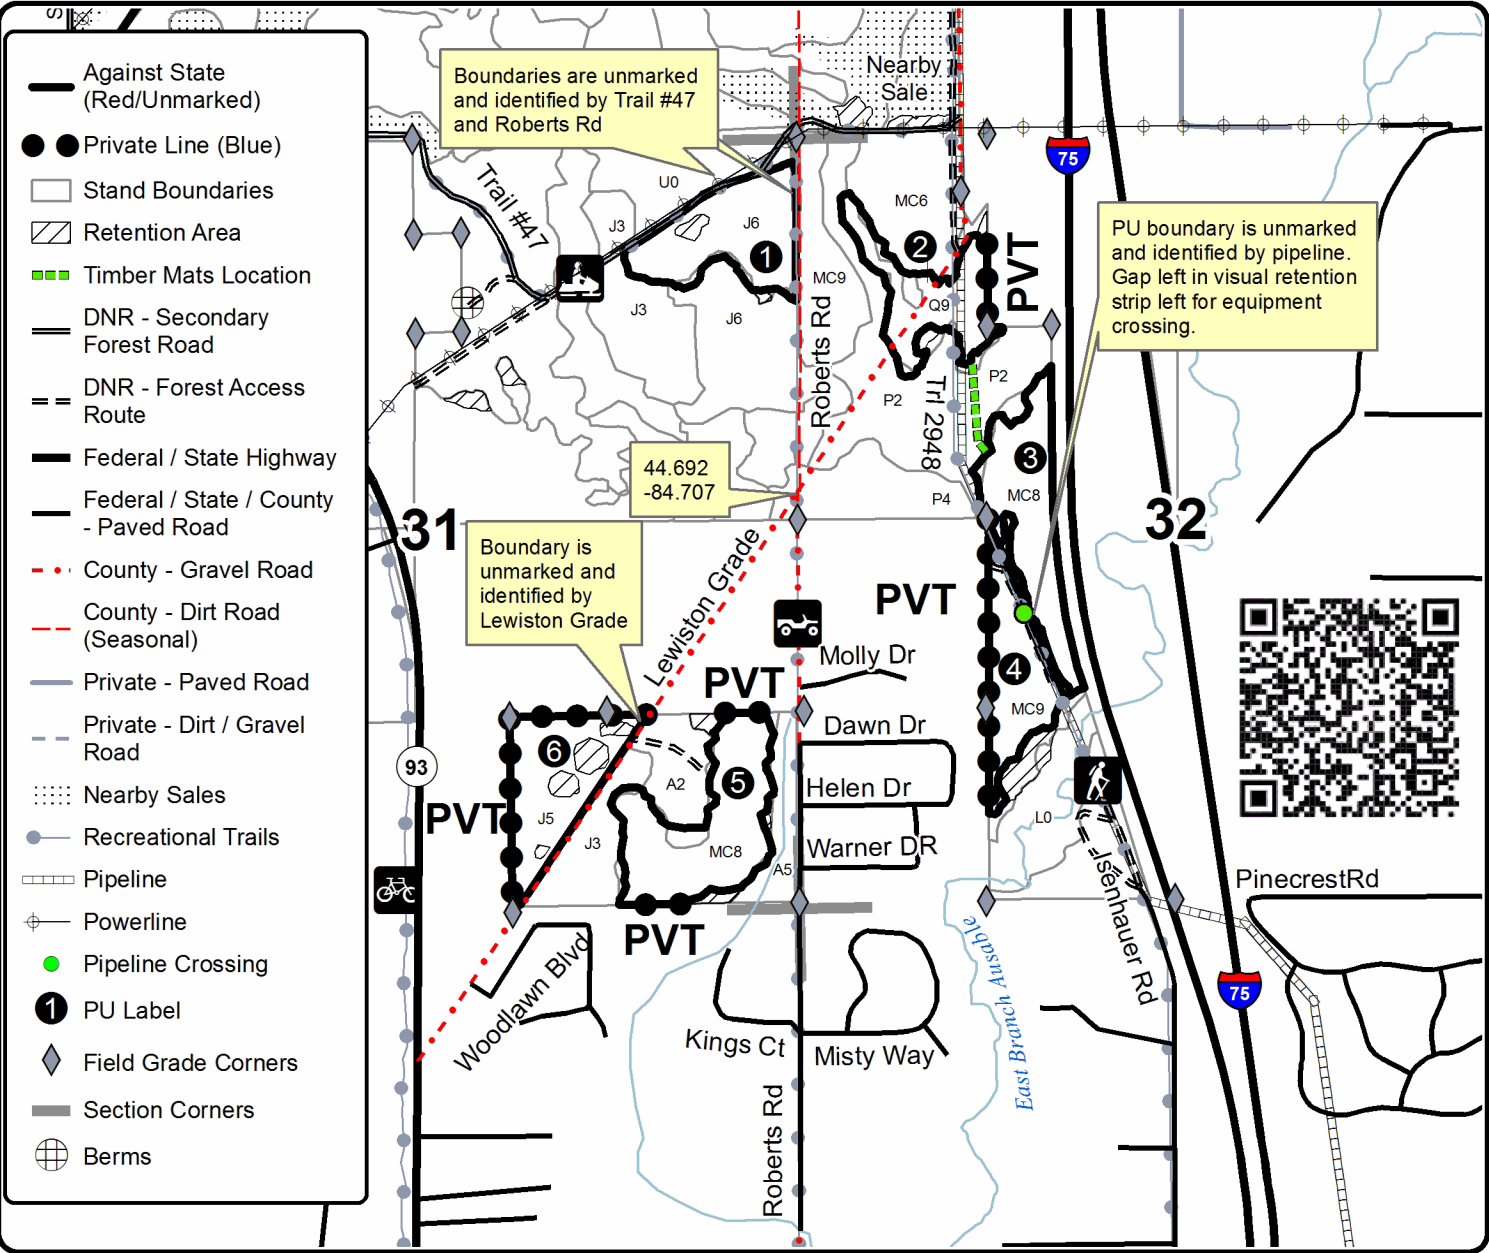 S
Against State
(Red/Unmarked)
Private Line (Blue)
Stand Boundaries
Retention Area
Timber Mats Location
DNR - Secondary
Forest Road
DNR - Forest Access
Route
Federal / State Highway
Federal / State / County
- Paved Road
County - Gravel Road
County - Dirt Road
(Seasonal)
Private - Paved Road
Private - Dirt / Gravel
Road
Nearby Sales
Recreational Trails
Pipeline
Powerline
Pipeline Crossing
1 PU Label
Field Grade Corners
Section Corners
Berms
Boundaries are unmarked
and identified by Trail #47
and Roberts Rd
Nearby
Sale
75
Trail #47
U0
J3
J6
1
J3
J6
MC9
Roberts Rd
MC6
2
Q9
PVT
PU boundary is unmarked
and identified by pipeline.
Gap left in visual retention
strip left for equipment
crossing.
P2
P2
Trl 2948
3
MC8
P4
44.692
-84.707
31
32
Boundary is
unmarked and
identified by
Lewiston Grade
Lewiston Grade
PVT
Molly Dr
4
MC9
PVT
Dawn Dr
6
93
A2
5
Helen Dr
PVT
J5
J3
MC8
Warner DR
A5
L0
Isenhauer Rd
PinecrestRd
PVT
Woodlawn Blvd
East Branch Ausable
75
Kings Ct
Misty Way
Roberts Rd